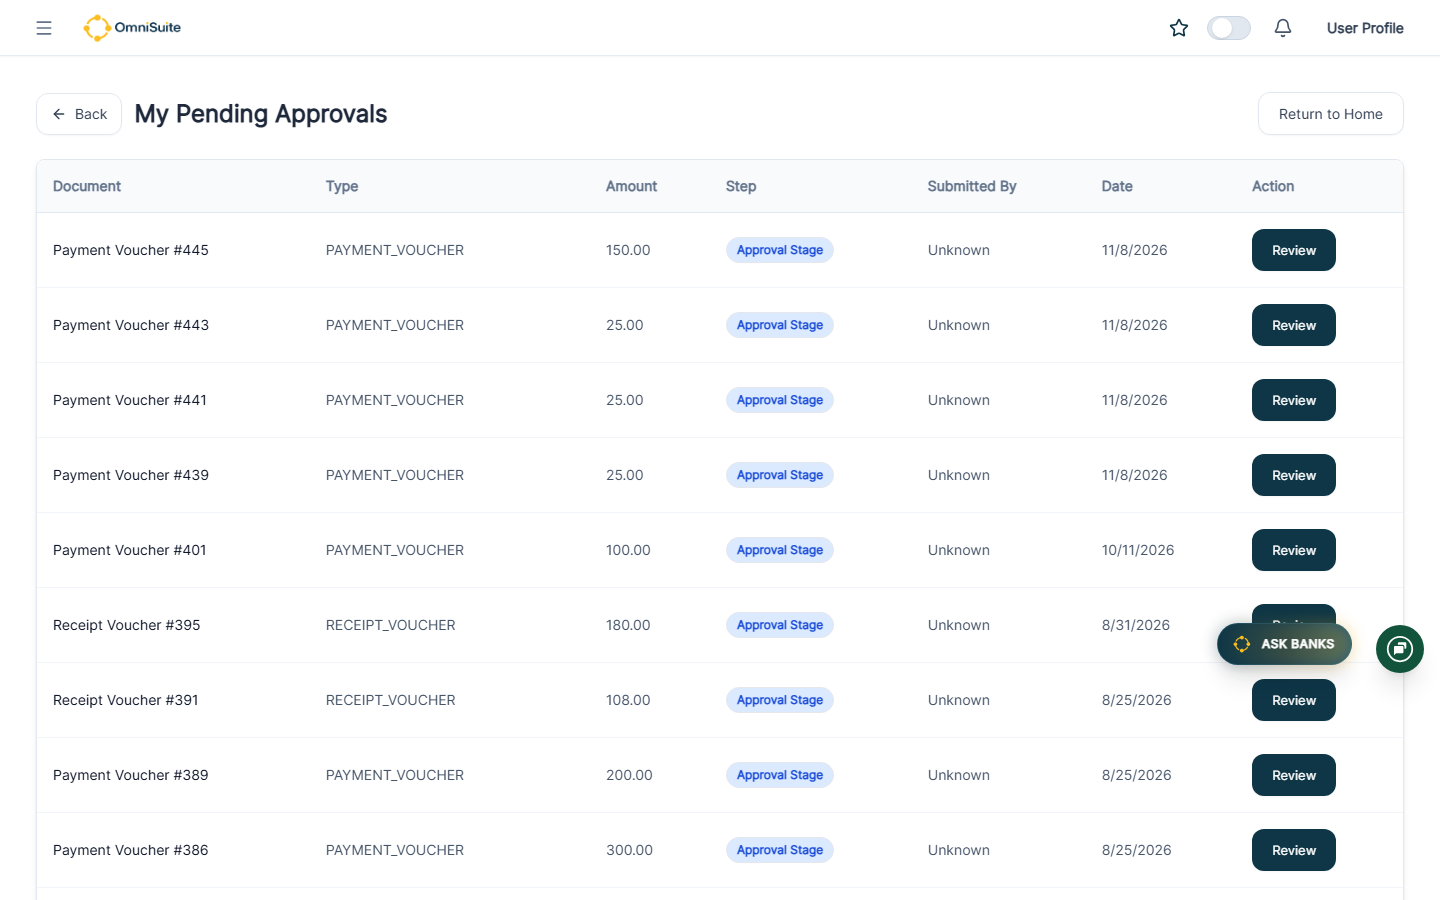 OmniSuite
User Profile
Back
My Pending Approvals
Return to Home
Document Type Amount Step Submitted By Date Action
Payment Voucher #445 PAYMENT_VOUCHER 150.00 Approval Stage Unknown 11/8/2026 Review
Payment Voucher #443 PAYMENT_VOUCHER 25.00 Approval Stage Unknown 11/8/2026 Review
Payment Voucher #441 PAYMENT_VOUCHER 25.00 Approval Stage Unknown 11/8/2026 Review
Payment Voucher #439 PAYMENT_VOUCHER 25.00 Approval Stage Unknown 11/8/2026 Review
Payment Voucher #401 PAYMENT_VOUCHER 100.00 Approval Stage Unknown 10/11/2026 Review
Receipt Voucher #395 RECEIPT_VOUCHER 180.00 Approval Stage Unknown 8/31/2026
ASK BANKS
Receipt Voucher #391 RECEIPT_VOUCHER 108.00 Approval Stage Unknown 8/25/2026 Review
Payment Voucher #389 PAYMENT_VOUCHER 200.00 Approval Stage Unknown 8/25/2026 Review
Payment Voucher #386 PAYMENT_VOUCHER 300.00 Approval Stage Unknown 8/25/2026 Review